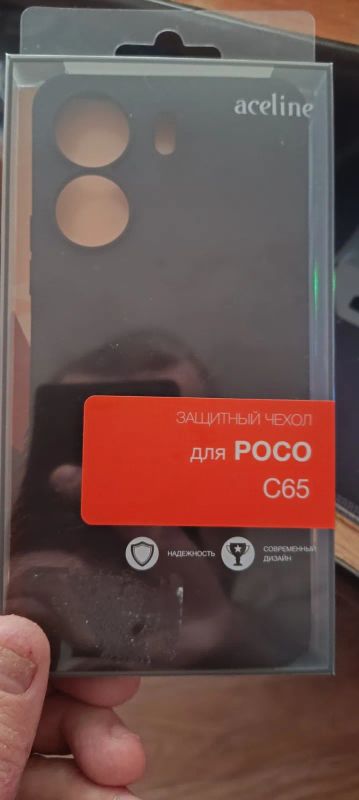 aceline
ЗАЩИТНЫЙ ЧЕХОЛ
для POCO
C65
НАДЕЖНОСТЬ
СОВРЕМЕННЫЙ
ДИЗАЙН